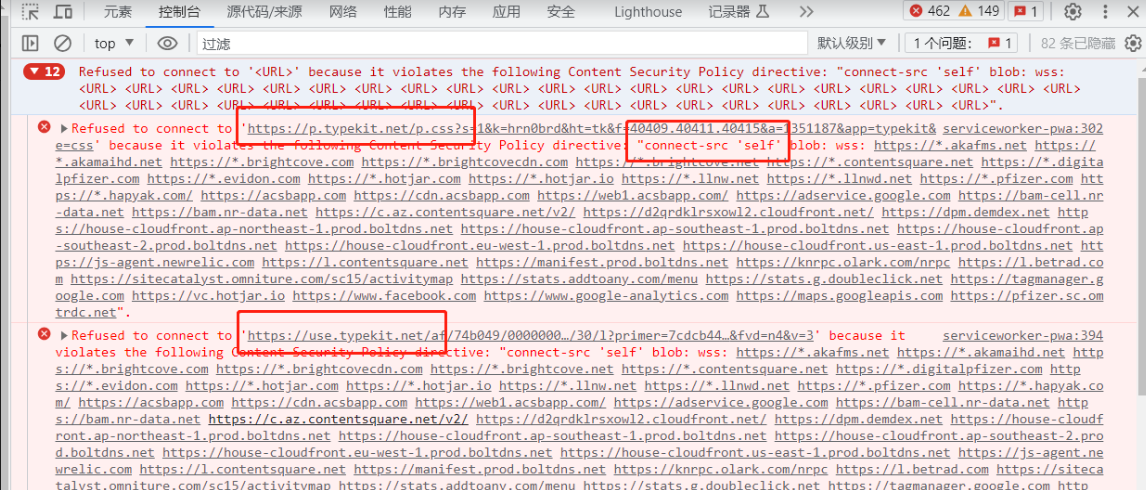 元素 控制台 源代码/来源 网络 性能 内存 应用 安全 Lighthouse 记录器 462 149 1
top 过滤 默认级别 1 个问题： 1 82 条已隐藏
12 Refused to connect to '<URL>' because it violates the following Content Security Policy directive: "connect-src 'self' blob: wss:
<URL> <URL> <URL> <URL> <URL> <URL> <URL> <URL> <URL> <URL> <URL> <URL> <URL> <URL> <URL> <URL> <URL> <URL> <URL> <URL> <URL>
<URL> <URL> <URL> <URL> <URL> <URL> <URL> <URL> <URL> <URL> <URL> <URL> <URL> <URL> <URL> <URL> <URL> <URL> <URL> <URL>".
Refused to connect to 'https://p.typekit.net/p.css?s=1&k=hrn0brd&ht=tk&f=40409.40411.40415&a=1351187&app=typekit& serviceworker-pwa:302
e=css' because it violates the following Content Security Policy directive: "connect-src 'self' blob: wss: https://*.akafms.net https://
*.akamaihd.net https://*.brightcove.com https://*.brightcovecdn.com https://*.brightcove.net https://*.contentsquare.net https://*.digita
lpfizer.com https://*.evidon.com https://*.hotjar.com https://*.hotjar.io https://*.llnw.net https://*.llnwd.net https://*.pfizer.com
https://*.hapyak.com/ https://acsbapp.com https://cdn.acsbapp.com https://web1.acsbapp.com/ https://adservice.google.com https://bam-cell.nr
-data.net https://bam.nr-data.net https://c.az.contentsquare.net/v2/ https://d2qrdklrsxowl2.cloudfront.net/ https://dpm.demdex.net http
s://house-cloudfront.ap-northeast-1.prod.boltdns.net https://house-cloudfront.ap-southeast-1.prod.boltdns.net https://house-cloudfront.ap
-southeast-2.prod.boltdns.net https://house-cloudfront.eu-west-1.prod.boltdns.net https://house-cloudfront.us-east-1.prod.boltdns.net htt
ps://js-agent.newrelic.com https://l.contentsquare.net https://manifest.prod.boltdns.net https://knrpc.olark.com/nrpc https://l.betrad.co
m https://sitecatalyst.omniture.com/sc15/activitymap https://stats.addtoany.com/menu https://stats.g.doubleclick.net https://tagmanager.g
oogle.com https://vc.hotjar.io https://www.facebook.com https://www.google-analytics.com https://maps.googleapis.com https://pfizer.sc.om
trdc.net".
Refused to connect to 'https://use.typekit.net/af/74b049/0000000…/30/l?primer=7cdcb44…&fvd=n4&v=3' because it serviceworker-pwa:394
violates the following Content Security Policy directive: "connect-src 'self' blob: wss: https://*.akafms.net https://*.akamaihd.net http
s://*.brightcove.com https://*.brightcovecdn.com https://*.brightcove.net https://*.contentsquare.net https://*.digitalpfizer.com http
s://*.evidon.com https://*.hotjar.com https://*.hotjar.io https://*.llnw.net https://*.llnwd.net https://*.pfizer.com https://*.hapyak.co
m/ https://acsbapp.com https://cdn.acsbapp.com https://web1.acsbapp.com/ https://adservice.google.com https://bam-cell.nr-data.net http
s://bam.nr-data.net https://c.az.contentsquare.net/v2/ https://d2qrdklrsxowl2.cloudfront.net/ https://dpm.demdex.net https://house-cloudf
ront.ap-northeast-1.prod.boltdns.net https://house-cloudfront.ap-southeast-1.prod.boltdns.net https://house-cloudfront.ap-southeast-2.pro
d.boltdns.net https://house-cloudfront.eu-west-1.prod.boltdns.net https://house-cloudfront.us-east-1.prod.boltdns.net https://js-agent.ne
wrelic.com https://l.contentsquare.net https://manifest.prod.boltdns.net https://knrpc.olark.com/nrpc https://l.betrad.com https://siteca
talyst.omniture.com/sc15/activitymap https://stats.addtoany.com/menu https://stats.g.doubleclick.net https://tagmanager.google.com http